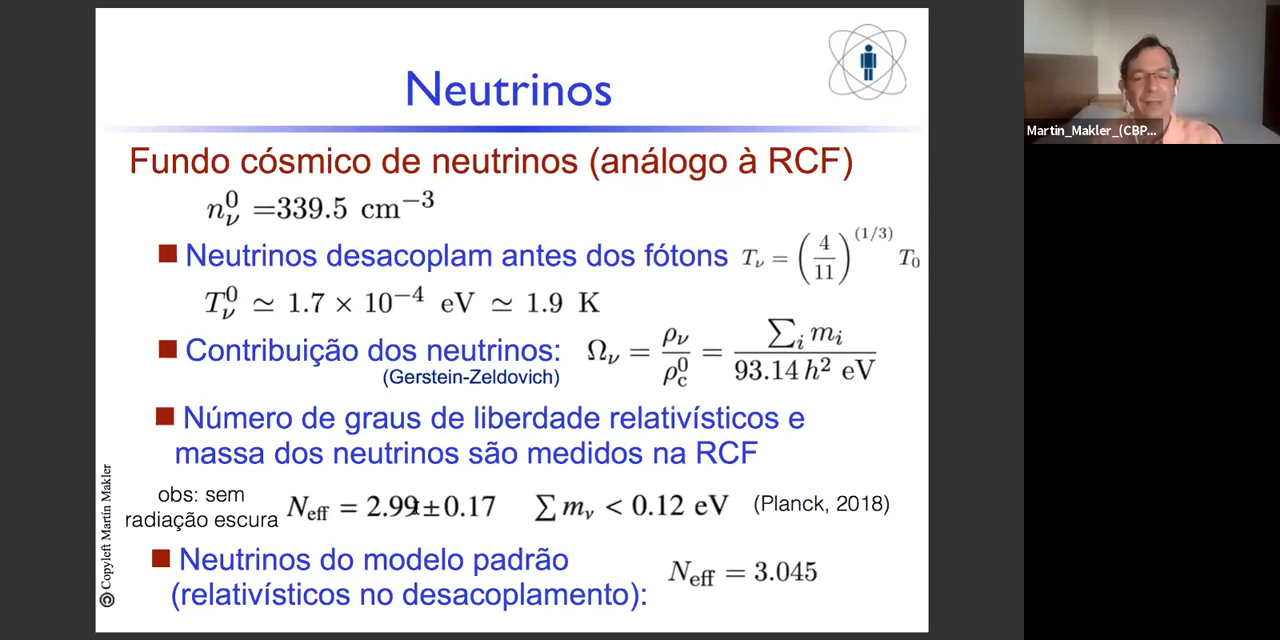 Neutrinos
Fundo cósmico de neutrinos (análogo à RCF)
n_ν^0 =339.5 cm^−3
Neutrinos desacoplam antes dos fótons T_ν = (4/11)^(1/3) T_0
T_ν^0 ≃ 1.7 × 10^−4 eV ≃ 1.9 K
Contribuição dos neutrinos: Ω_ν = ρ_ν/ρ_c^0 = ∑_i m_i/93.14 h^2 eV
(Gerstein-Zeldovich)
Número de graus de liberdade relativísticos e
massa dos neutrinos são medidos na RCF
obs: sem
radiação escura
N_eff = 2.99±0.17 ∑ m_ν < 0.12 eV (Planck, 2018)
Neutrinos do modelo padrão
(relativísticos no desacoplamento):
N_eff = 3.045
Copyleft Martín Makler
Martin_Makler_(CBP...